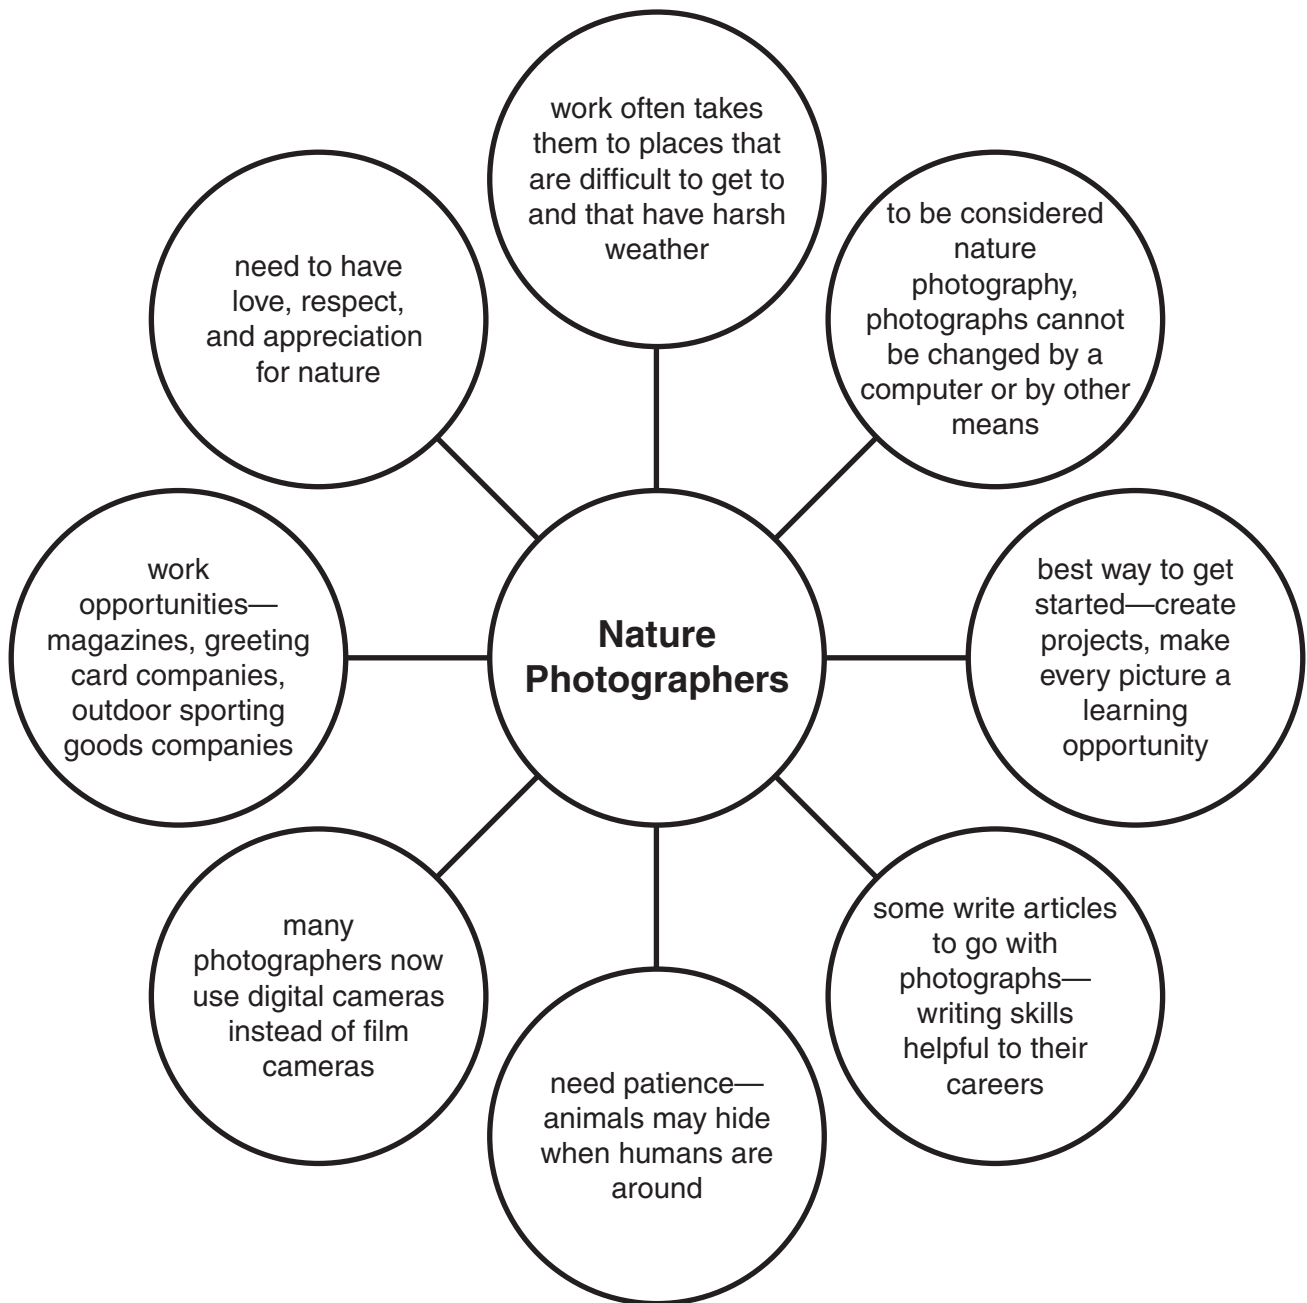 work often takes
them to places that
are difficult to get to
and that have harsh
weather
to be considered
nature
photography,
photographs cannot
be changed by a
computer or by other
means
need to have
love, respect,
and appreciation
for nature
work
opportunities—
magazines, greeting
card companies,
outdoor sporting
goods companies
Nature
Photographers
best way to get
started—create
projects, make
every picture a
learning
opportunity
many
photographers now
use digital cameras
instead of film
cameras
some write articles
to go with
photographs—
writing skills
helpful to their
careers
need patience—
animals may hide
when humans are
around